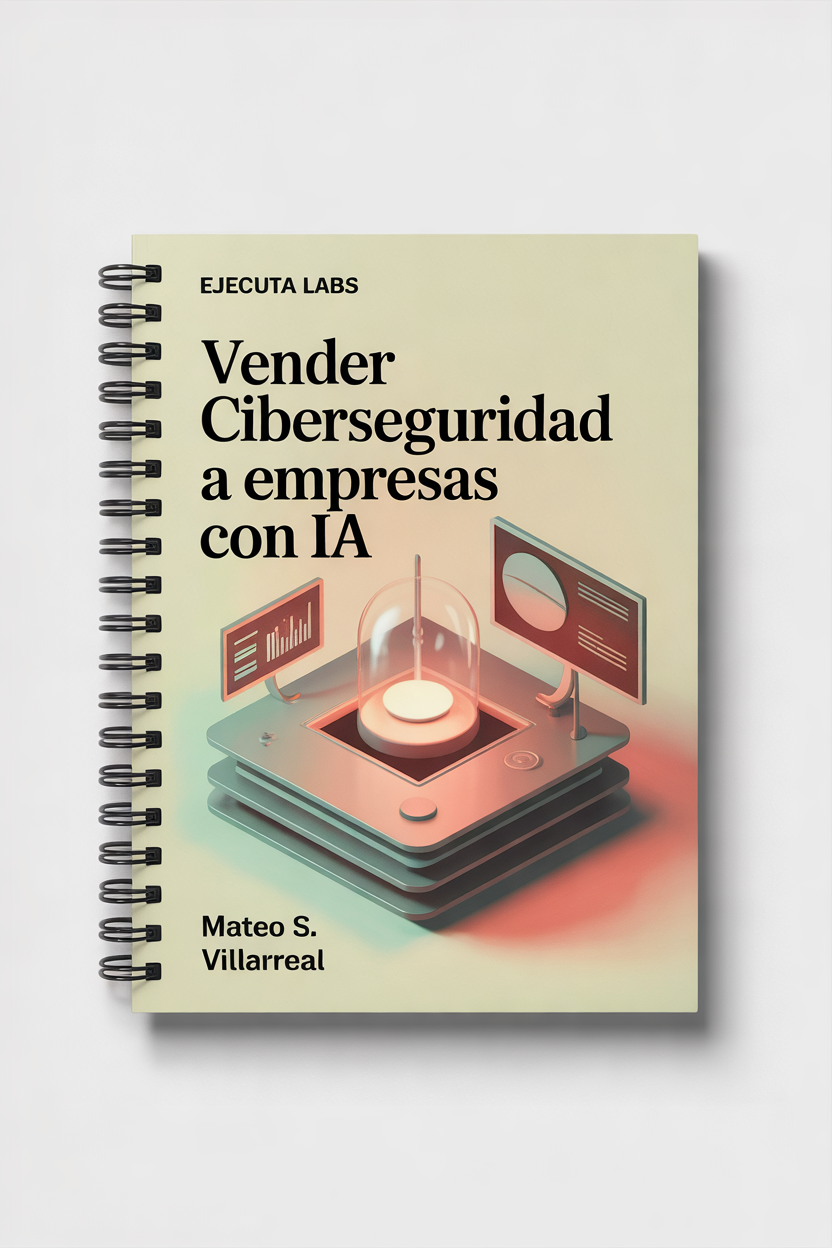 EJECUTA LABS
Vender
Ciberseguridad
a empresas
con IA
Mateo S.
Villarreal